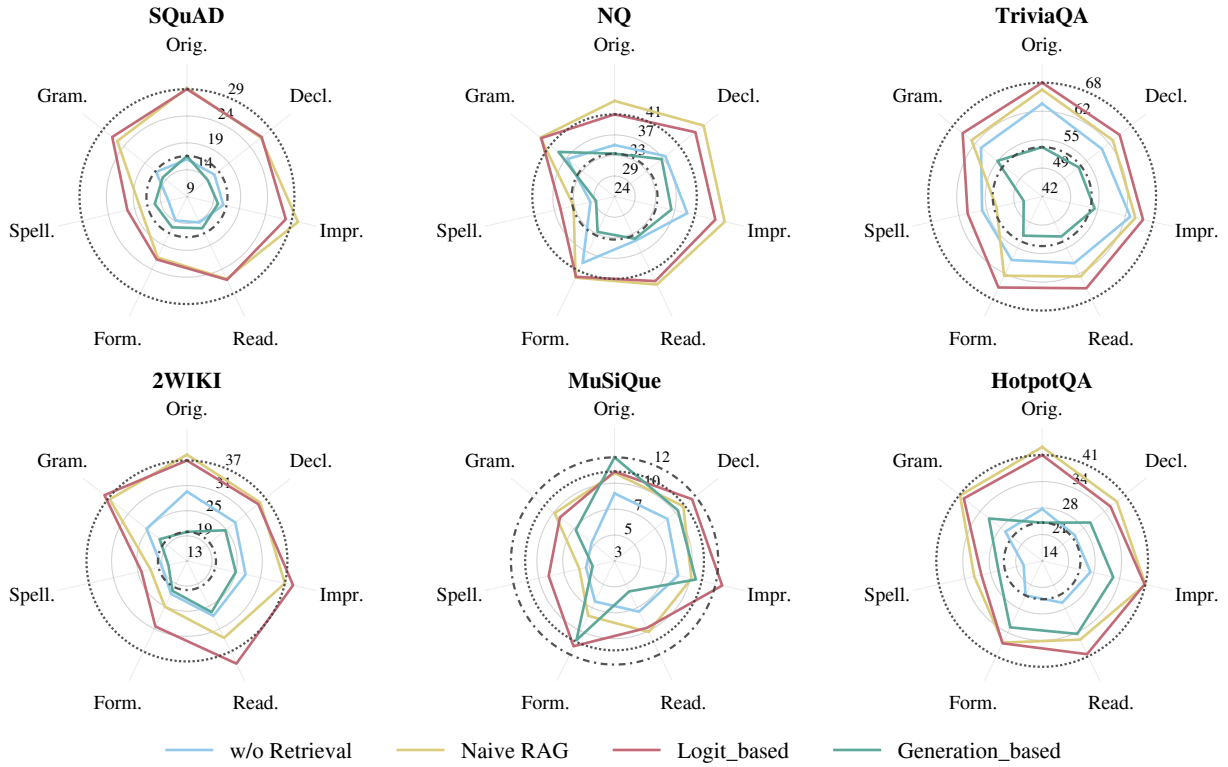 SQuAD
Orig.
Decl.
Impr.
Read.
Form.
Spell.
Gram.
29
24
19
14
9
NQ
Orig.
Decl.
Impr.
Read.
Form.
Spell.
Gram.
41
37
33
29
24
TriviaQA
Orig.
Decl.
Impr.
Read.
Form.
Spell.
Gram.
68
62
55
49
42
2WIKI
Orig.
Decl.
Impr.
Read.
Form.
Spell.
Gram.
37
31
25
19
13
MuSiQue
Orig.
Decl.
Impr.
Read.
Form.
Spell.
Gram.
12
10
7
5
3
HotpotQA
Orig.
Decl.
Impr.
Read.
Form.
Spell.
Gram.
41
34
28
21
14
w/o Retrieval
Naive RAG
Logit_based
Generation_based